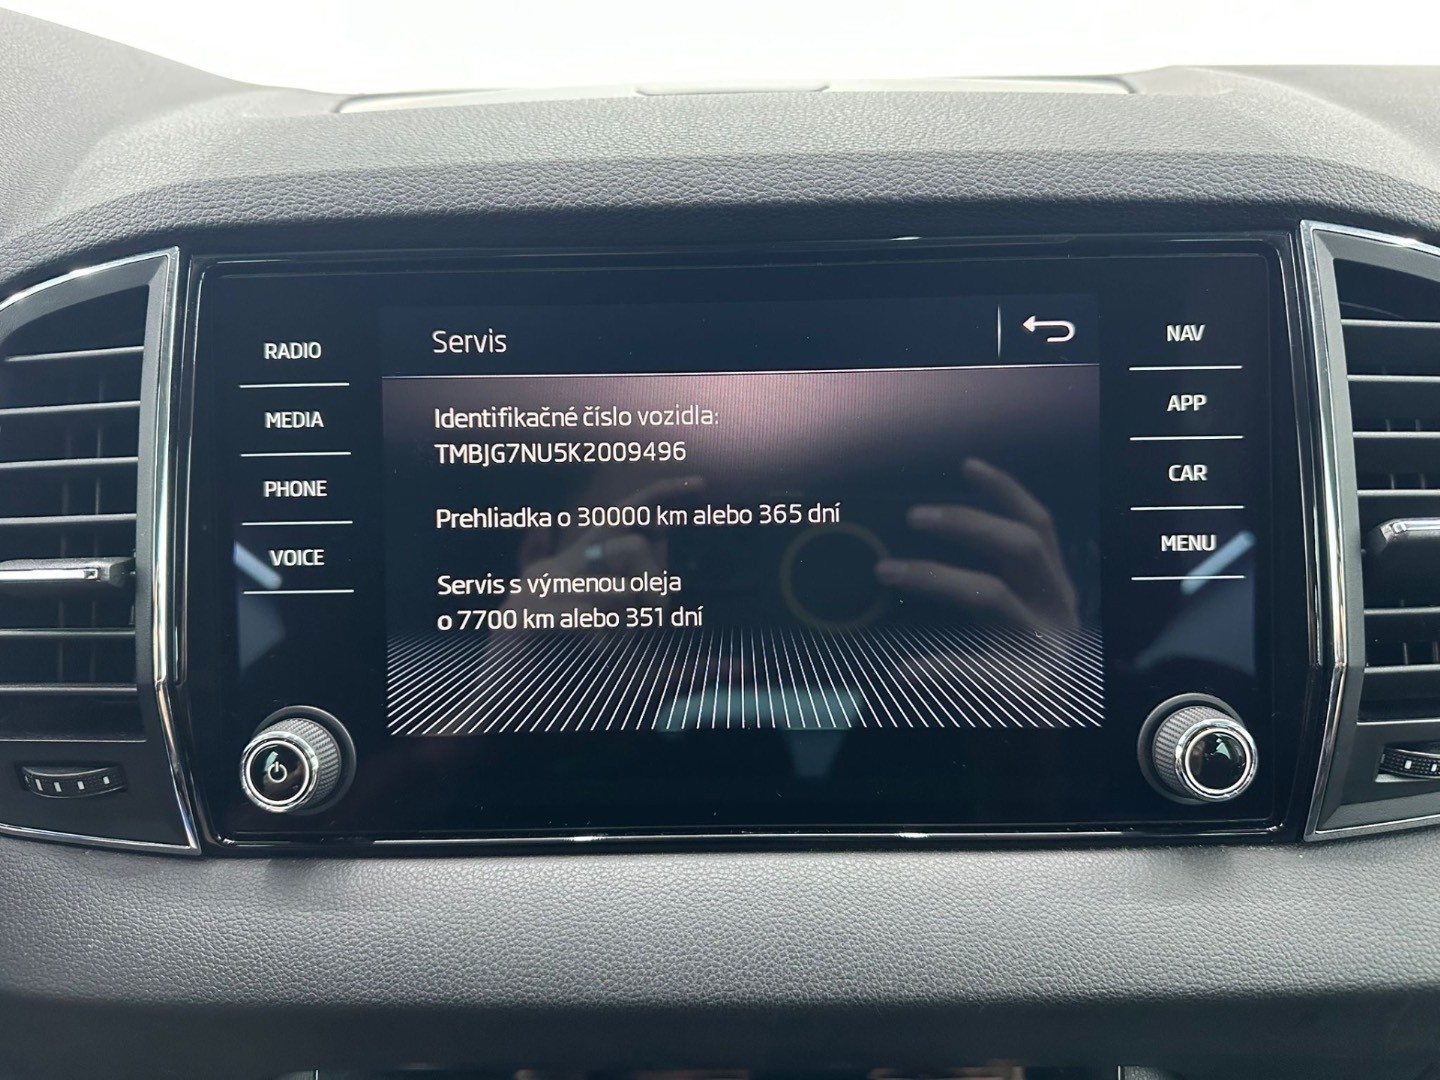 Servis
RADIO
MEDIA
PHONE
VOICE
Identifikačné číslo vozidla:
TMBJG7NU5K2009496
Prehliadka o 30000 km alebo 365 dní
Servis s výmenou oleja
o 7700 km alebo 351 dní
NAV
APP
CAR
MENU